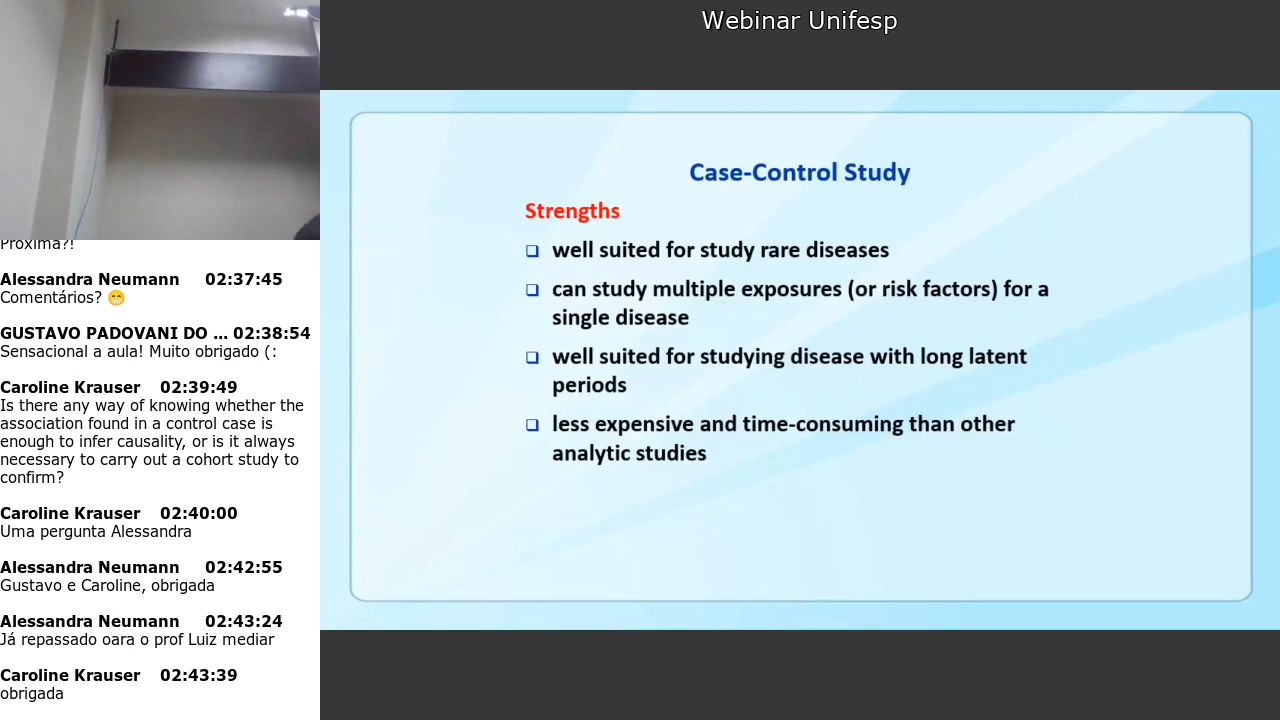 Webinar Unifesp
Próxima?!
Alessandra Neumann 02:37:45
Comentários? 😁
GUSTAVO PADOVANI DO ... 02:38:54
Sensacional a aula! Muito obrigado (:
Caroline Krauser 02:39:49
Is there any way of knowing whether the
association found in a control case is
enough to infer causality, or is it always
necessary to carry out a cohort study to
confirm?
Caroline Krauser 02:40:00
Uma pergunta Alessandra
Alessandra Neumann 02:42:55
Gustavo e Caroline, obrigada
Alessandra Neumann 02:43:24
Já repassado oara o prof Luiz mediar
Caroline Krauser 02:43:39
obrigada
Case-Control Study
Strengths
❑ well suited for study rare diseases
❑ can study multiple exposures (or risk factors) for a
single disease
❑ well suited for studying disease with long latent
periods
❑ less expensive and time-consuming than other
analytic studies